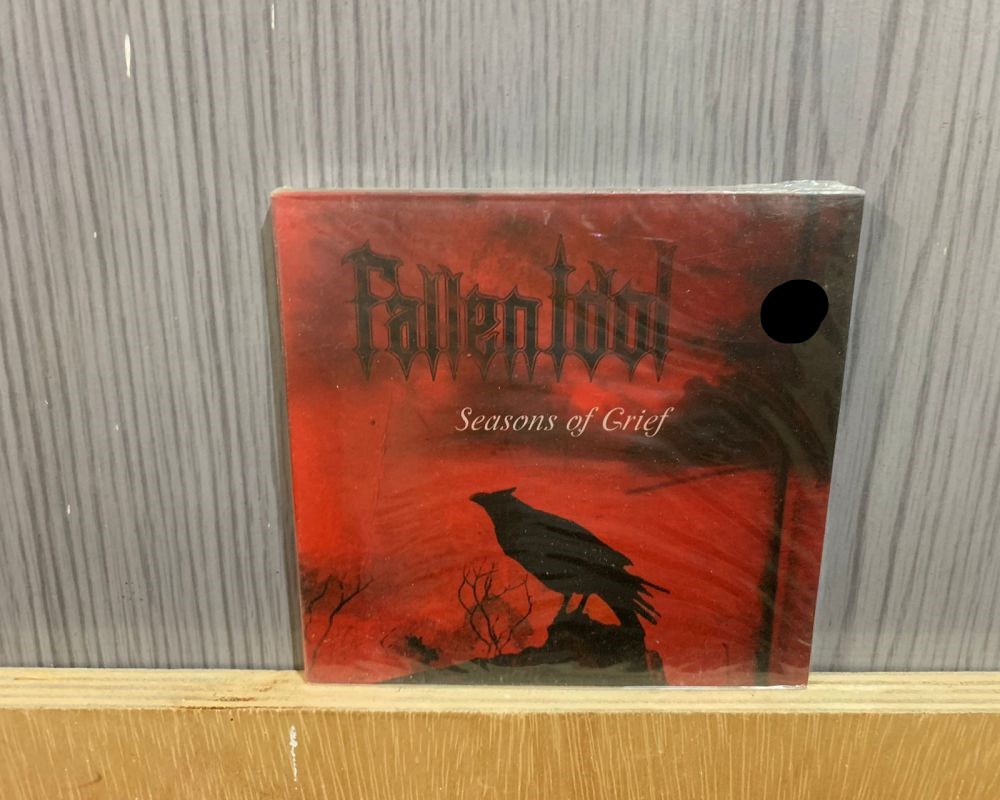 Fallen Idol
Seasons of Grief